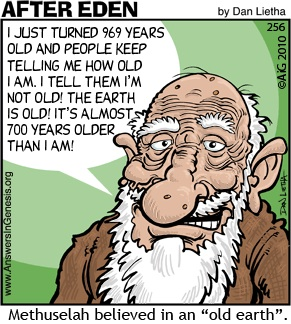 AFTER EDEN
by Dan Lietha
256
I JUST TURNED 969 YEARS
OLD AND PEOPLE KEEP
TELLING ME HOW OLD
I AM. I TELL THEM I'M
NOT OLD! THE EARTH
IS OLD! IT'S ALMOST
700 YEARS OLDER
THAN I AM!
©AiG 2010
www.AnswersInGenesis.org
DAN LIETHA
Methuselah believed in an “old earth”.